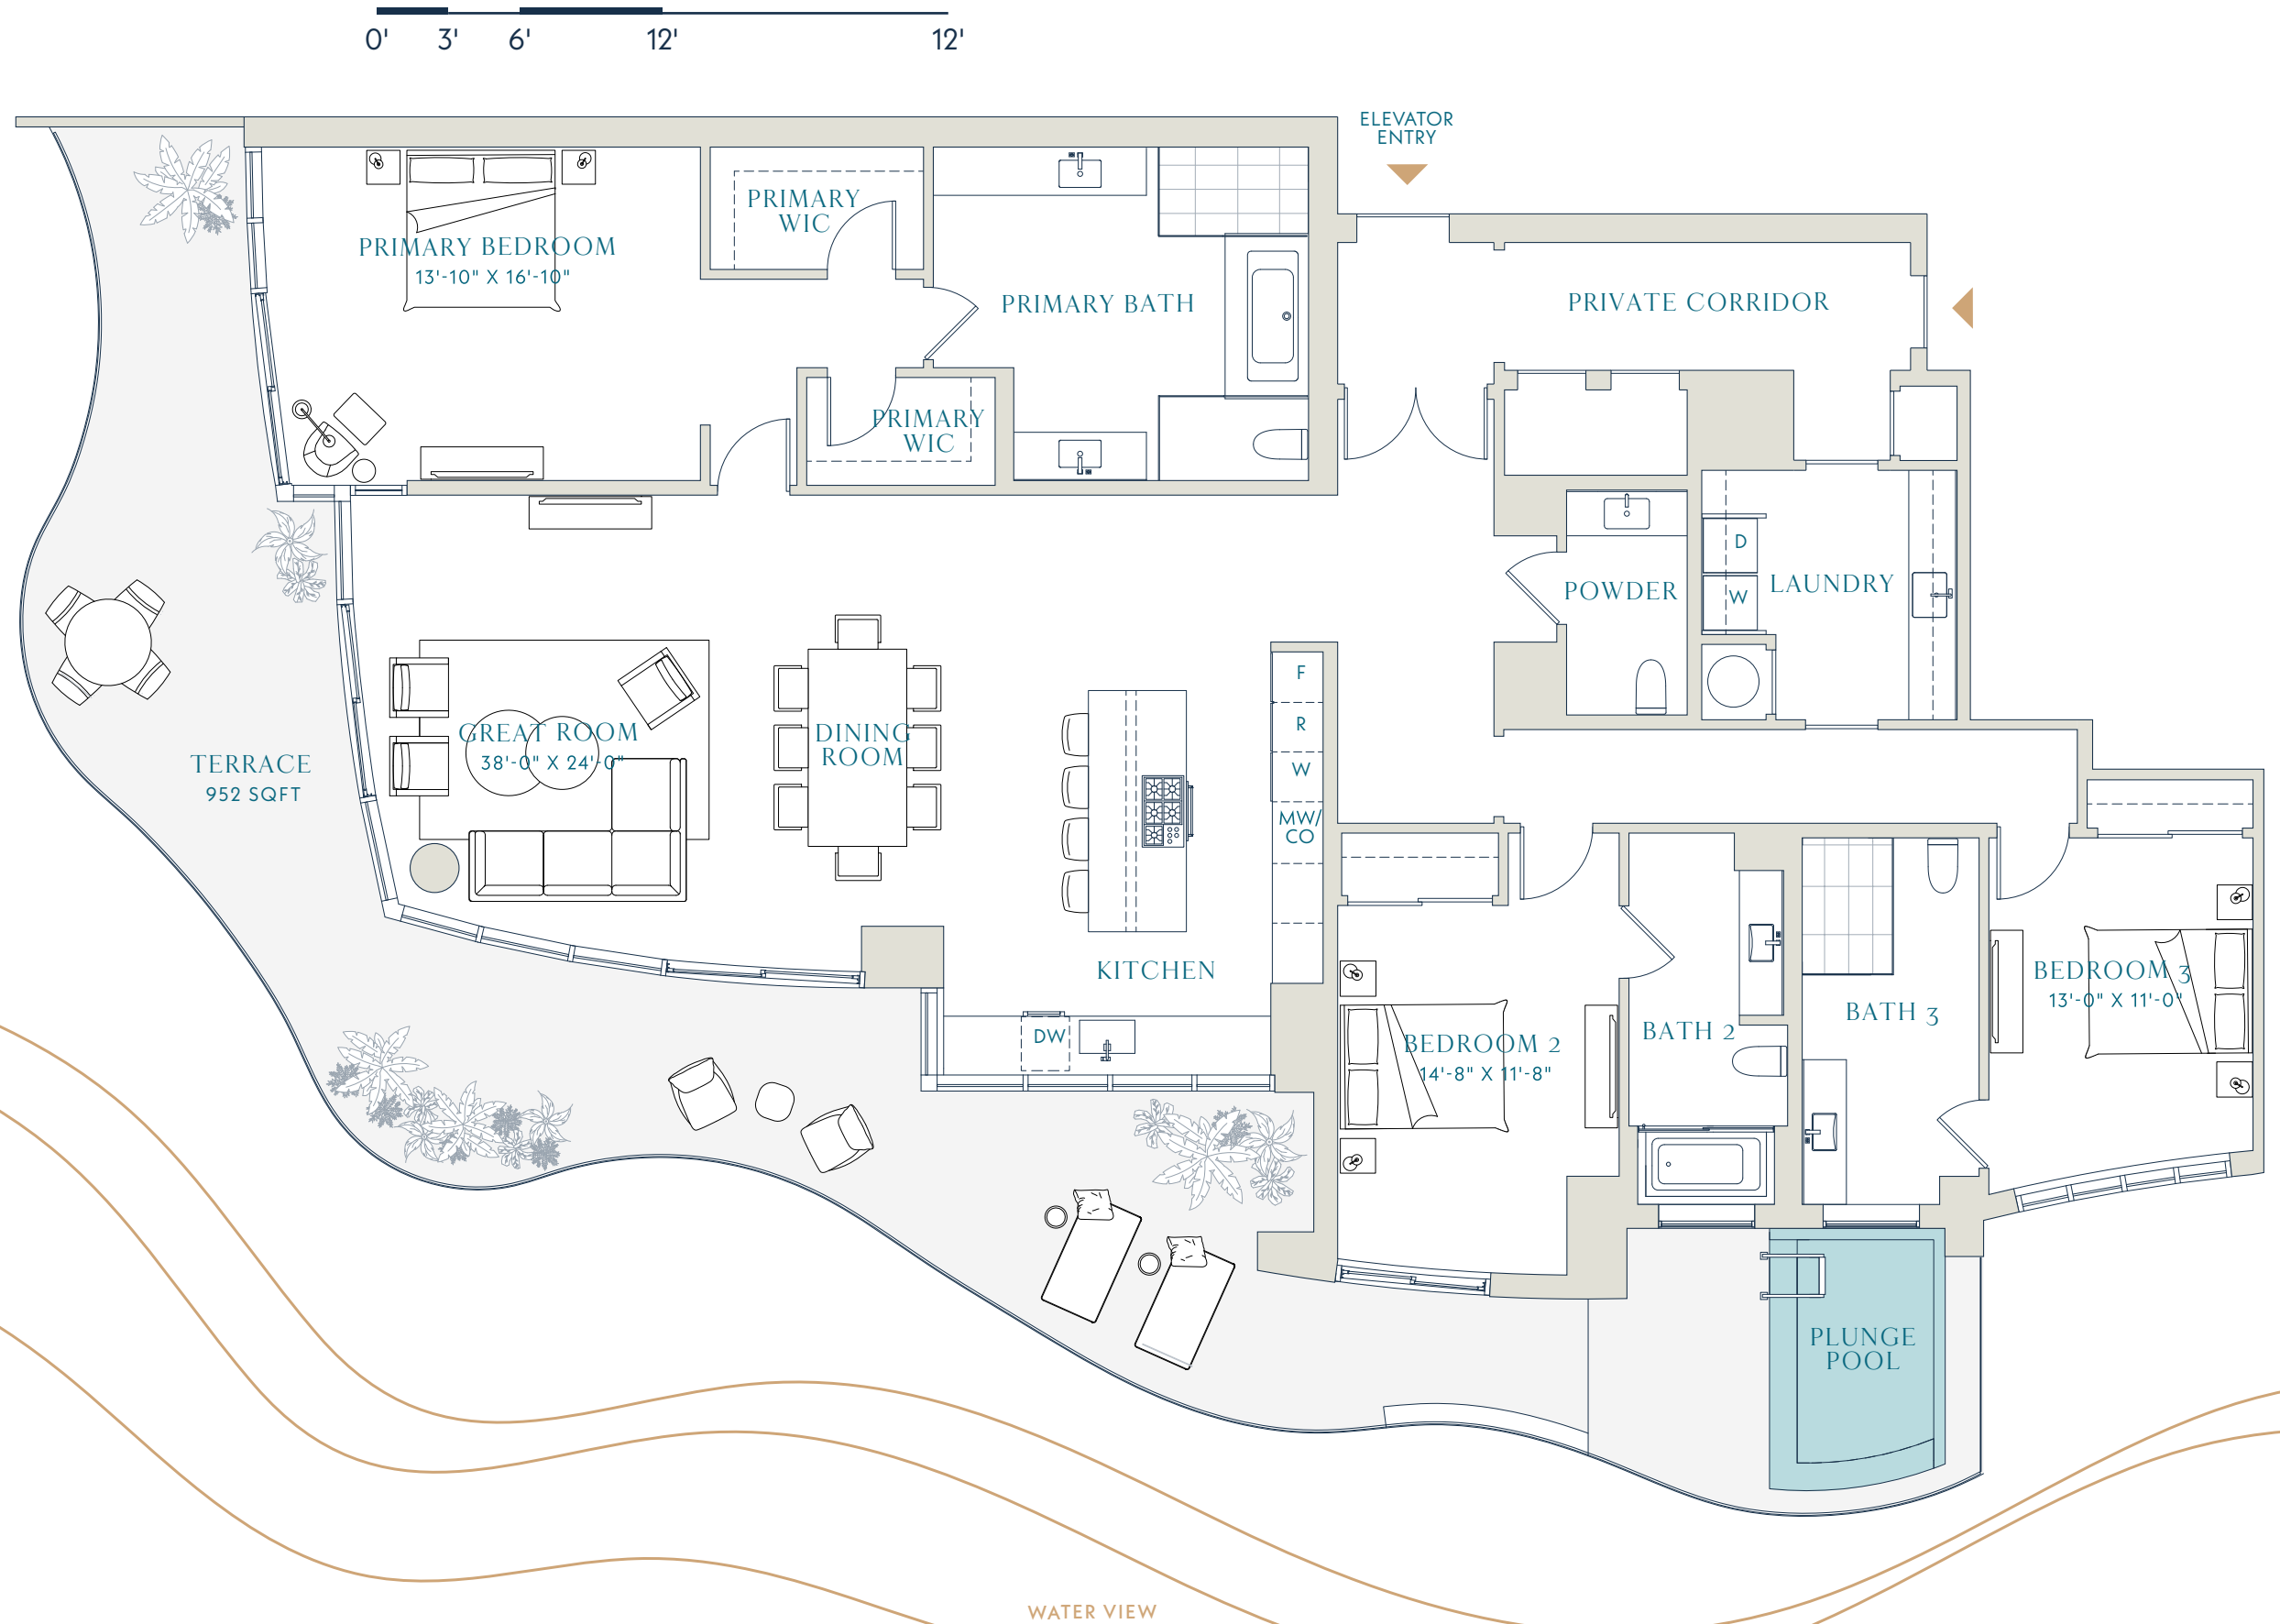 0' 3' 6' 12' 12'
ELEVATOR
ENTRY
PRIMARY
WIC
PRIMARY BEDROOM
13'-10" X 16'-10"
PRIMARY BATH
PRIVATE CORRIDOR
PRIMARY
WIC
D
W
LAUNDRY
POWDER
F
R
W
MW/
CO
GREAT ROOM
38'-0" X 24'-0"
DINING
ROOM
TERRACE
952 SQFT
KITCHEN
DW
BEDROOM 2
14'-8" X 11'-8"
BATH 2
BATH 3
BEDROOM 3
13'-0" X 11'-0"
PLUNGE
POOL
WATER VIEW